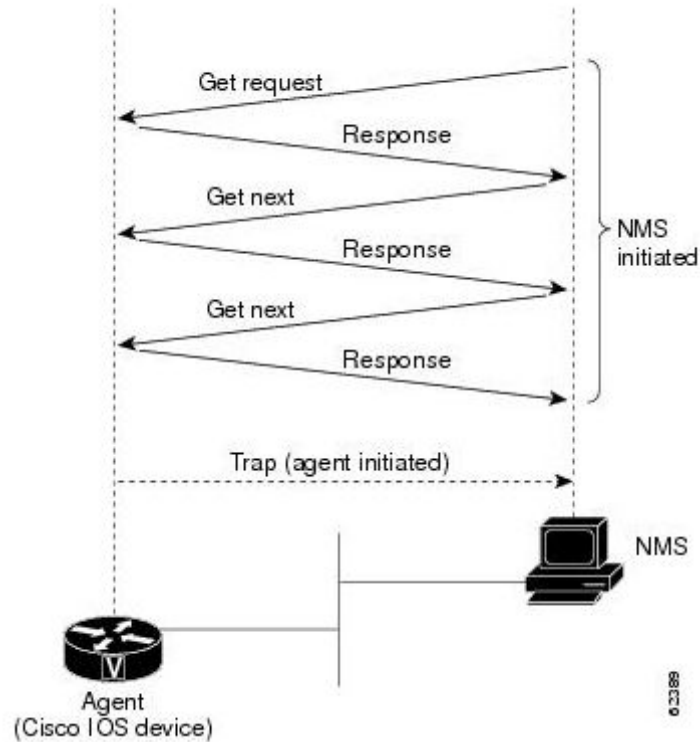 Get request
Response
Get next
Response
Get next
Response
NMS
initiated
Trap (agent initiated)
NMS
V
Agent
(Cisco IOS device)
62389